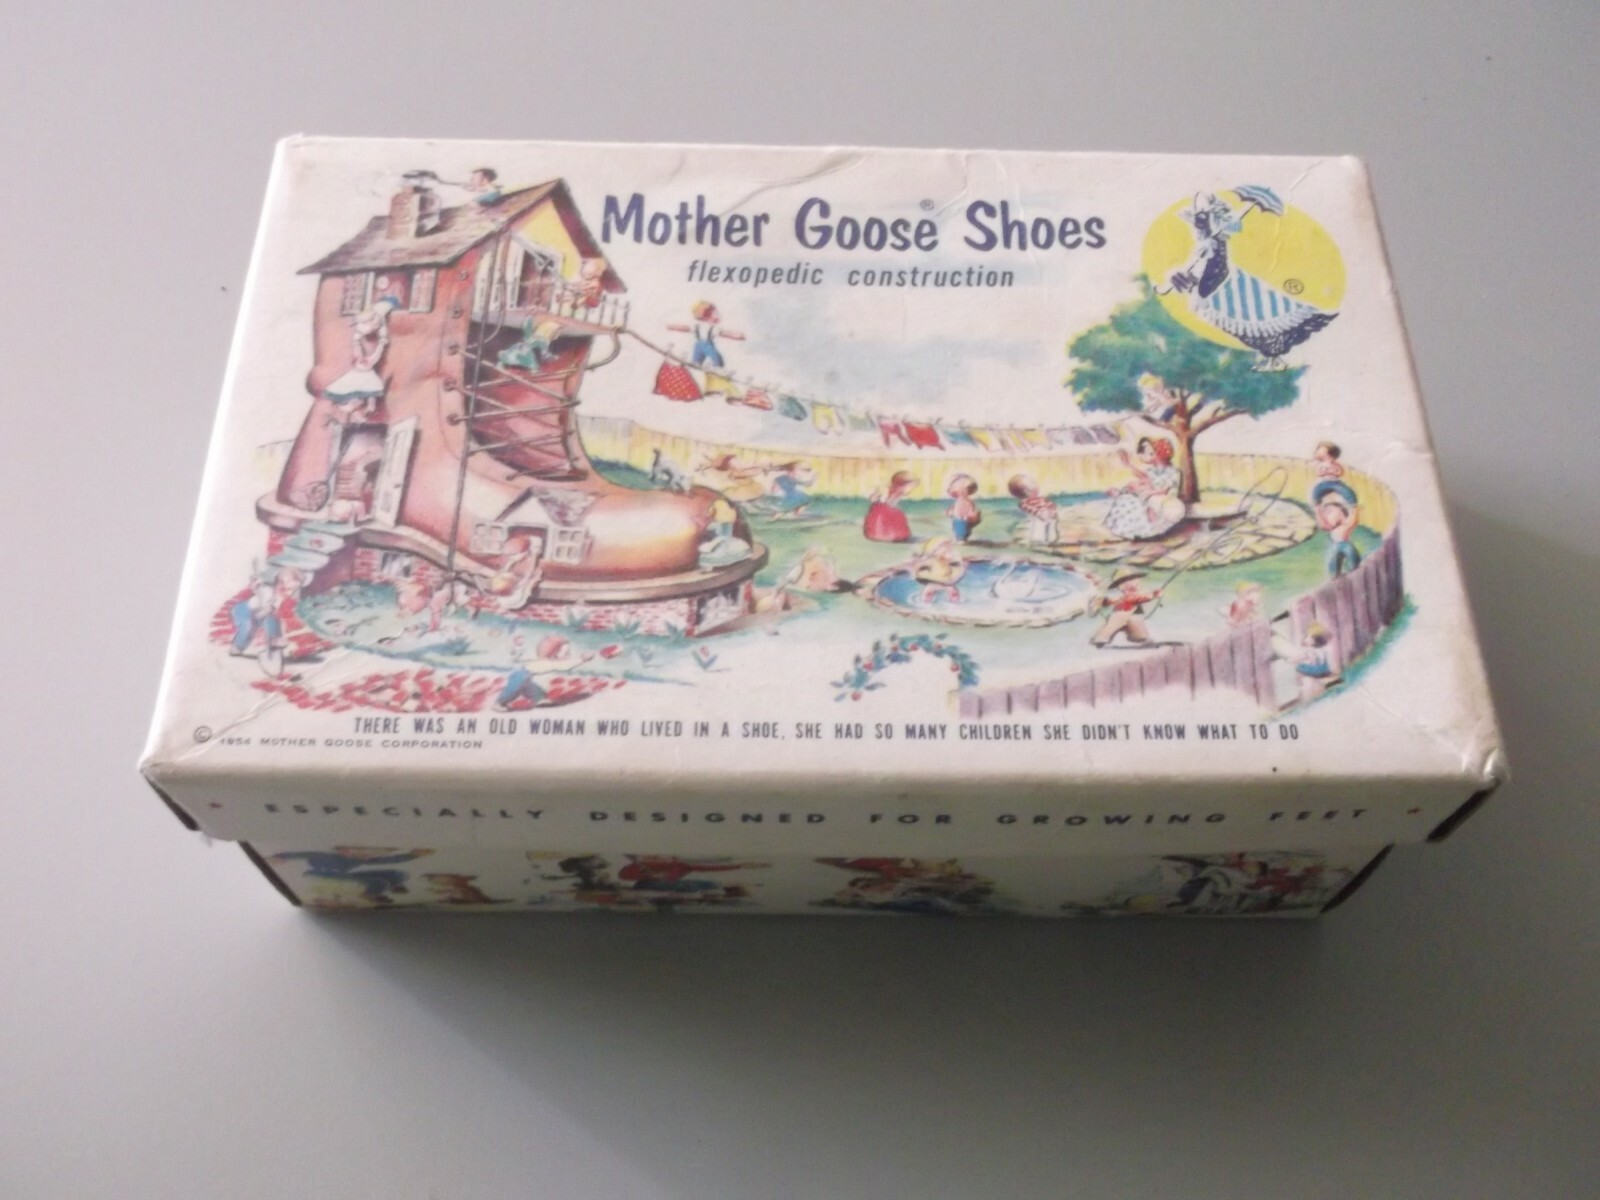 Mother Goose® Shoes
flexopedic construction
®
THERE WAS AN OLD WOMAN WHO LIVED IN A SHOE, SHE HAD SO MANY CHILDREN SHE DIDN'T KNOW WHAT TO DO
© 1954 MOTHER GOOSE CORPORATION
ESPECIALLY DESIGNED FOR GROWING FEET